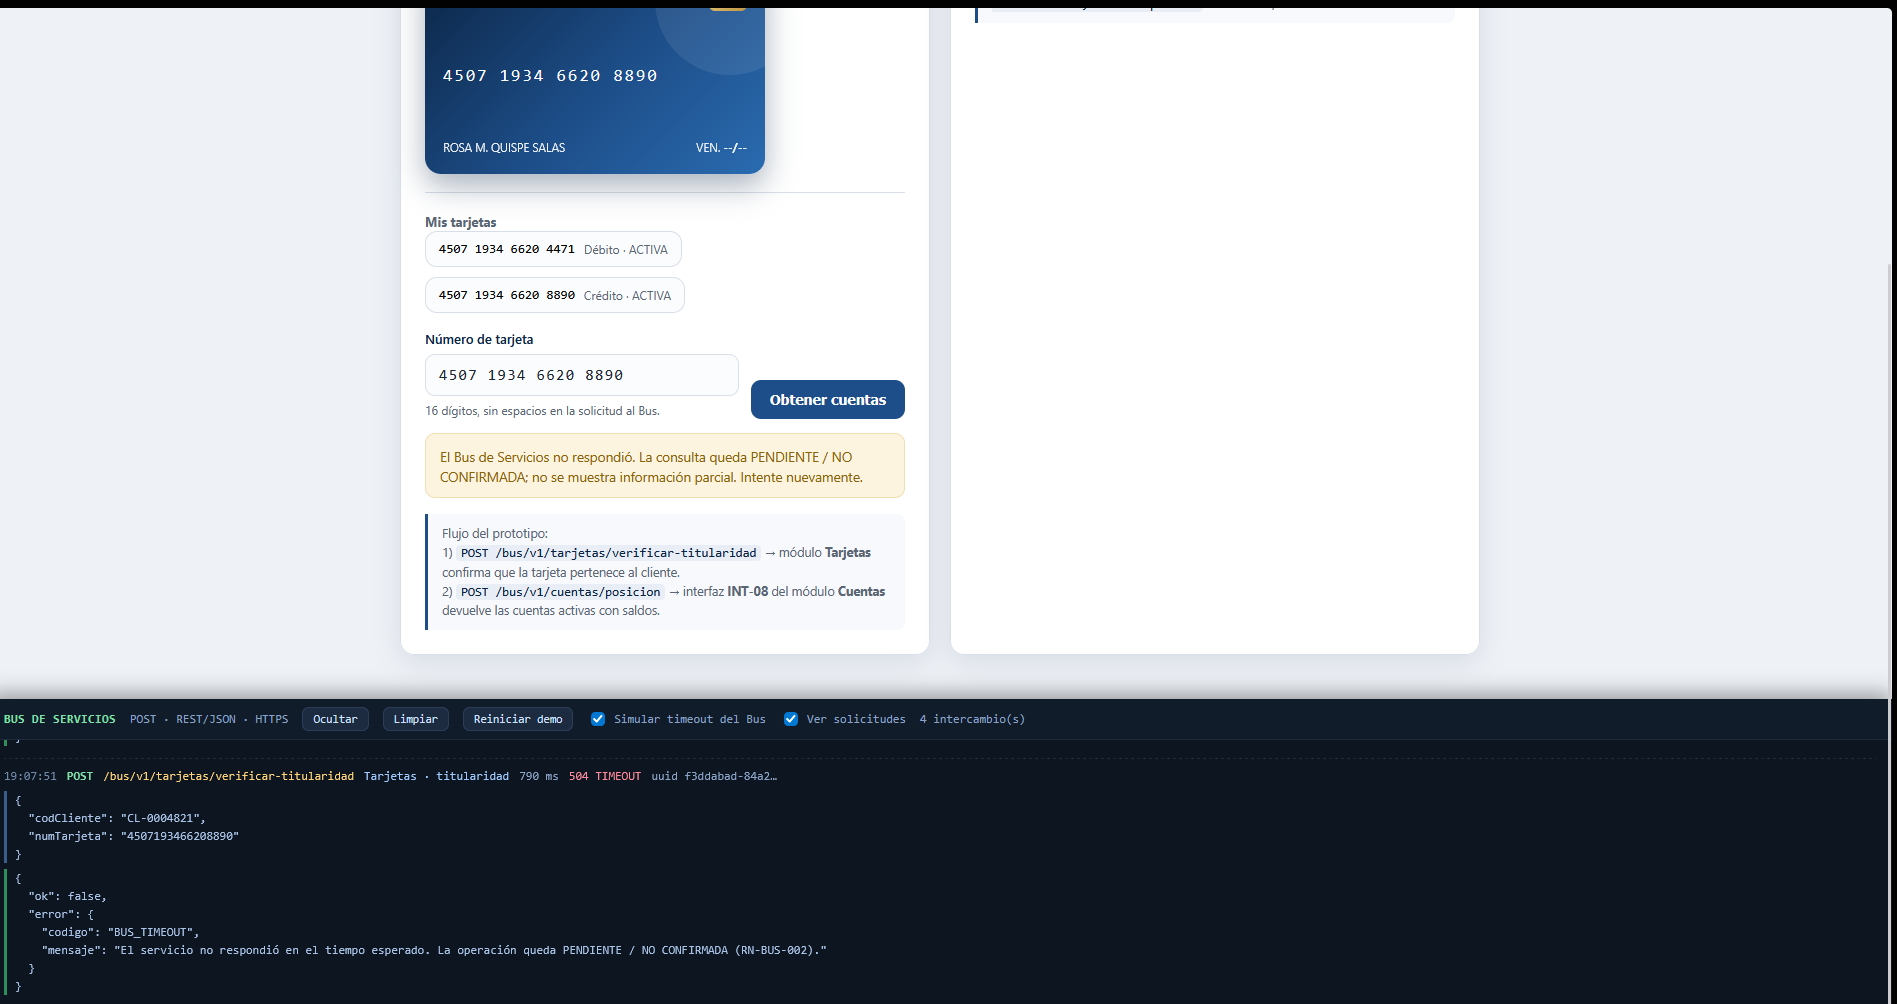 4507 1934 6620 8890
ROSA M. QUISPE SALAS
VEN. --/--
Mis tarjetas
4507 1934 6620 4471 Débito · ACTIVA
4507 1934 6620 8890 Crédito · ACTIVA
Número de tarjeta
4507 1934 6620 8890
Obtener cuentas
16 dígitos, sin espacios en la solicitud al Bus.
El Bus de Servicios no respondió. La consulta queda PENDIENTE / NO
CONFIRMADA; no se muestra información parcial. Intente nuevamente.
Flujo del prototipo:
1) POST /bus/v1/tarjetas/verificar-titularidad → módulo Tarjetas
confirma que la tarjeta pertenece al cliente.
2) POST /bus/v1/cuentas/posicion → interfaz INT-08 del módulo Cuentas
devuelve las cuentas activas con saldos.
BUS DE SERVICIOS POST · REST/JSON · HTTPS Ocultar Limpiar Reiniciar demo Simular timeout del Bus Ver solicitudes 4 intercambio(s)
}
19:07:51 POST /bus/v1/tarjetas/verificar-titularidad Tarjetas · titularidad 790 ms 504 TIMEOUT uuid f3ddabad-84a2…
{
"codCliente": "CL-0004821",
"numTarjeta": "4507193466208890"
}
{
"ok": false,
"error": {
"codigo": "BUS_TIMEOUT",
"mensaje": "El servicio no respondió en el tiempo esperado. La operación queda PENDIENTE / NO CONFIRMADA (RN-BUS-002)."
}
}